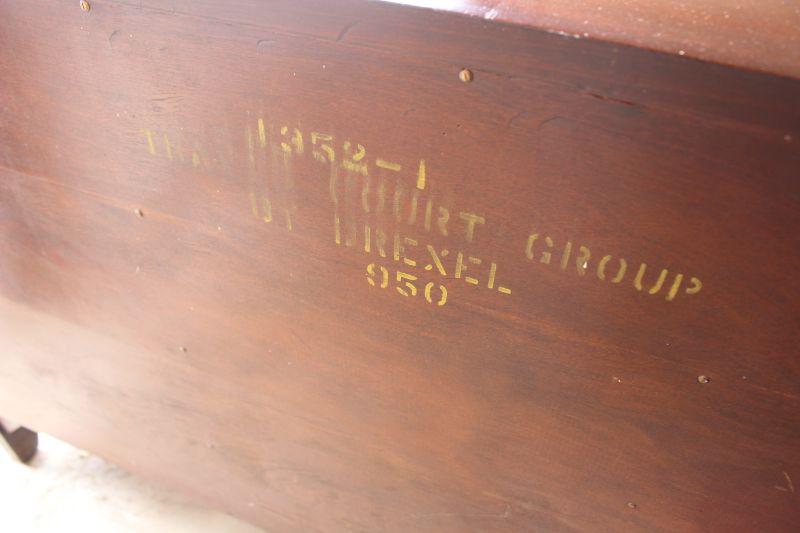 1352-1
COURT GROUP
BY DREXEL
950